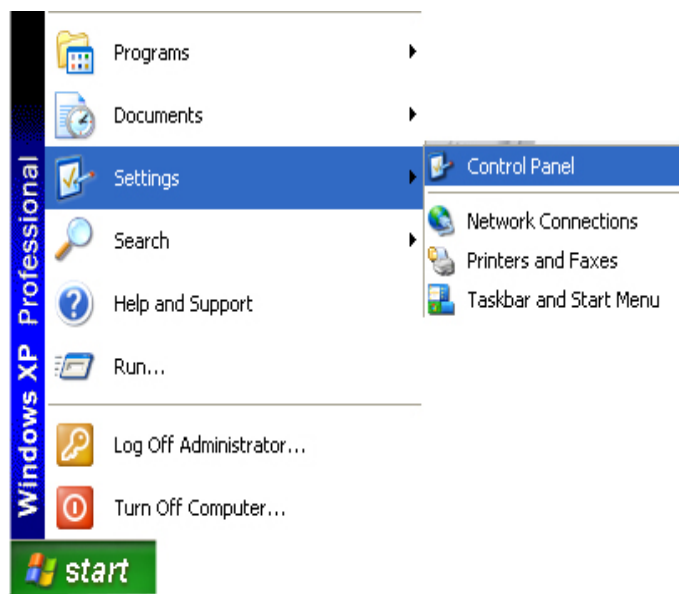 Programs
Documents
Settings
Search
Help and Support
Run...
Log Off Administrator...
Turn Off Computer...
Control Panel
Network Connections
Printers and Faxes
Taskbar and Start Menu
Windows XP Professional
start